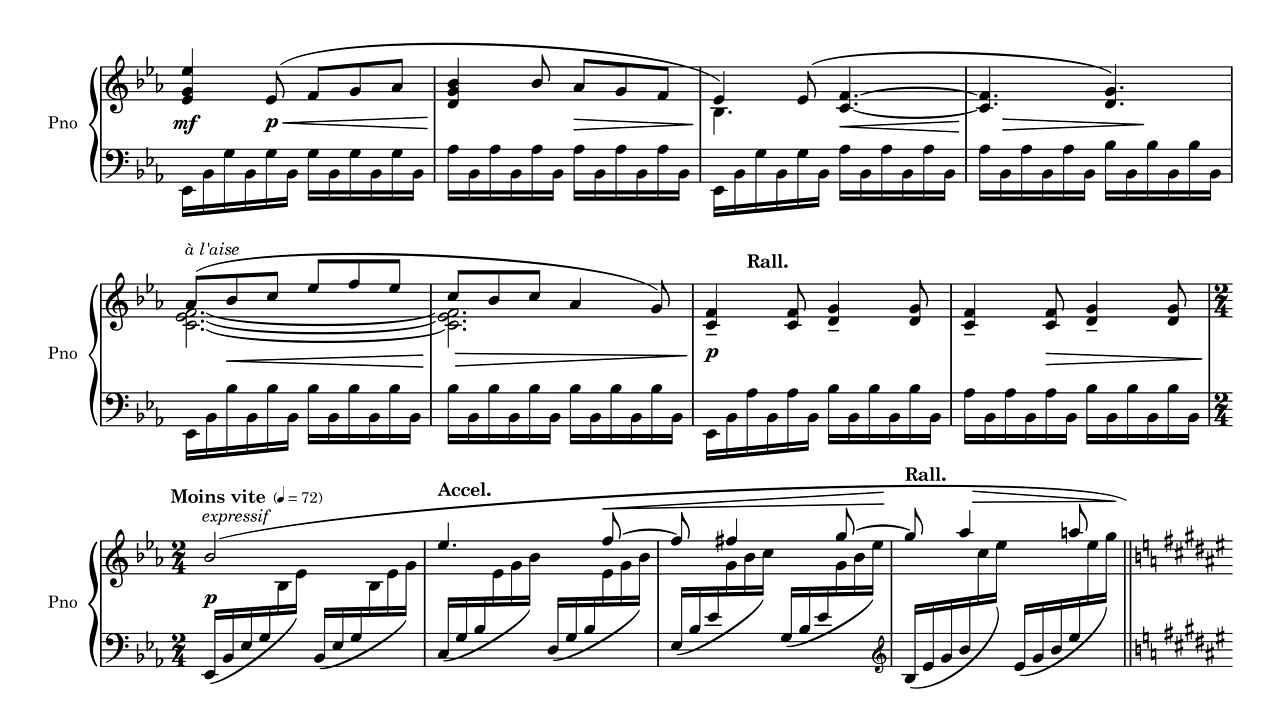 Pno
mf
p
à l'aise
Rall.
Pno
p
Moins vite (♩ = 72)
expressif
Accel.
Rall.
Pno
p